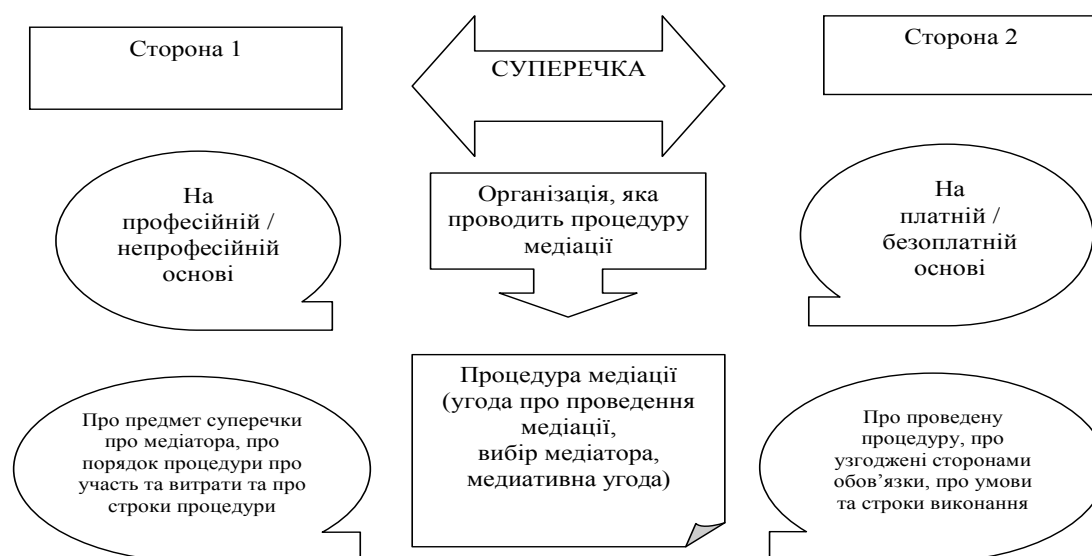 Сторона 1
СУПЕРЕЧКА
Сторона 2
На
професійній /
непрофесійній
основі
Організація, яка
проводить процедуру
медіації
На
платній /
безоплатній
основі
Про предмет суперечки
про медіатора, про
порядок процедури про
участь та витрати та про
строки процедури
Процедура медіації
(угода про проведення
медіації,
вибір медіатора,
медиативна угода)
Про проведену
процедуру, про
узгоджені сторонами
обов’язки, про умови
та строки виконання